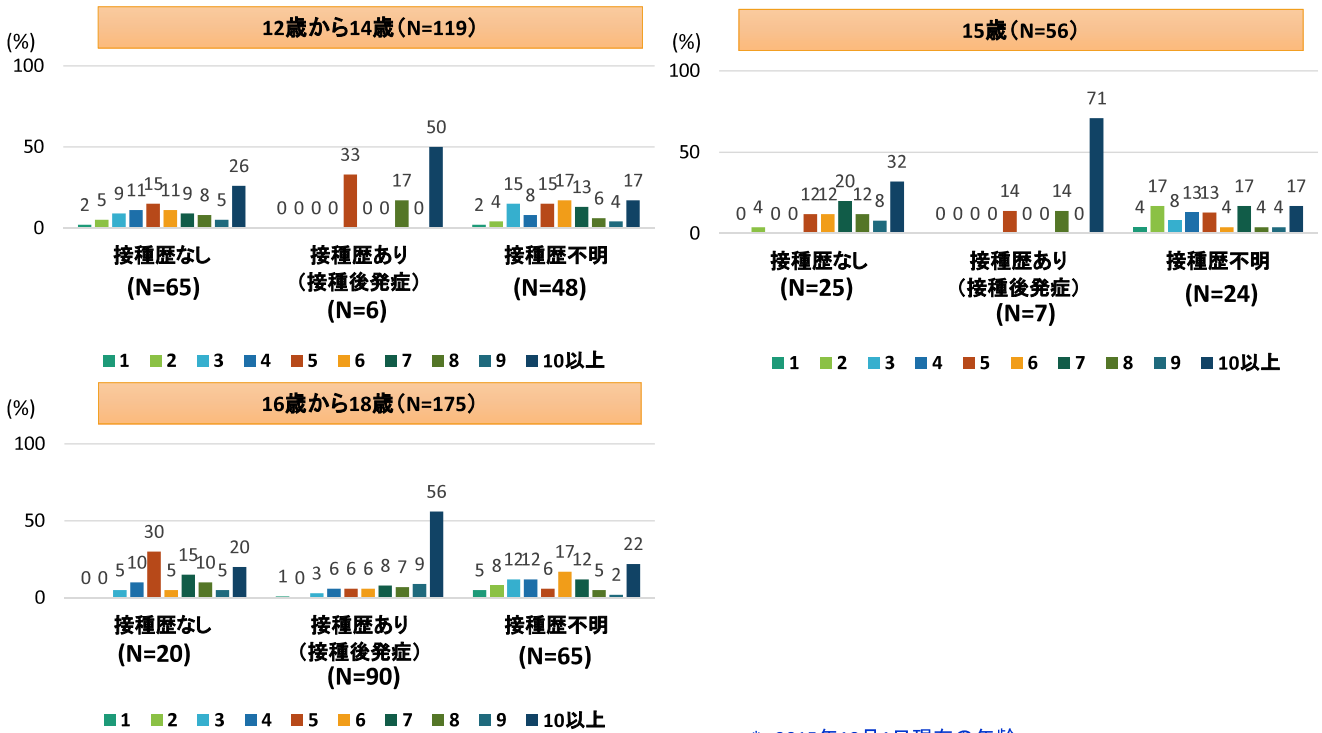 12歳から14歳（N=119）
(%)
100
50
0
2 5 9 11 15 11 9 8 5 26
0 0 0 0 33 0 0 17 0 50
2 4 15 8 15 17 13 6 4 17
接種歴なし
(N=65)
接種歴あり
（接種後発症）
(N=6)
接種歴不明
(N=48)
1 2 3 4 5 6 7 8 9 10以上
15歳（N=56）
(%)
100
50
0
0 4 0 0 12 12 20 12 8 32
0 0 0 0 14 0 0 14 0 71
4 17 8 13 13 4 17 4 4 17
接種歴なし
(N=25)
接種歴あり
（接種後発症）
(N=7)
接種歴不明
(N=24)
1 2 3 4 5 6 7 8 9 10以上
16歳から18歳（N=175）
(%)
100
50
0
0 0 5 10 30 5 15 10 5 20
1 0 3 6 6 6 8 7 9 56
5 8 12 12 6 17 12 5 2 22
接種歴なし
(N=20)
接種歴あり
（接種後発症）
(N=90)
接種歴不明
(N=65)
1 2 3 4 5 6 7 8 9 10以上